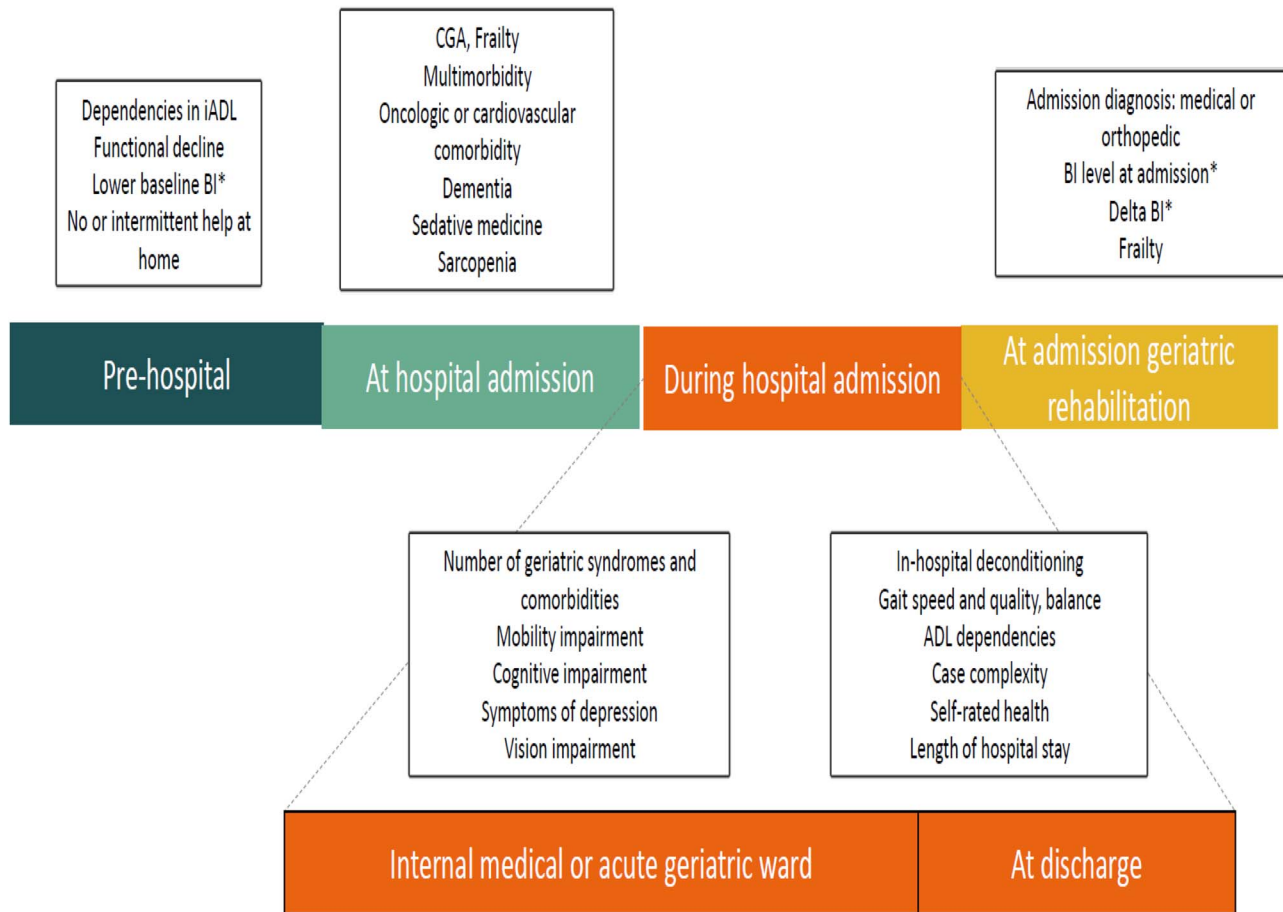 Dependencies in iADL
Functional decline
Lower baseline BI*
No or intermittent help at
home
CGA, Frailty
Multimorbidity
Oncologic or cardiovascular
comorbidity
Dementia
Sedative medicine
Sarcopenia
Admission diagnosis: medical or
orthopedic
BI level at admission*
Delta BI*
Frailty
Pre-hospital
At hospital admission
During hospital admission
At admission geriatric
rehabilitation
Number of geriatric syndromes and
comorbidities
Mobility impairment
Cognitive impairment
Symptoms of depression
Vision impairment
In-hospital deconditioning
Gait speed and quality, balance
ADL dependencies
Case complexity
Self-rated health
Length of hospital stay
Internal medical or acute geriatric ward
At discharge